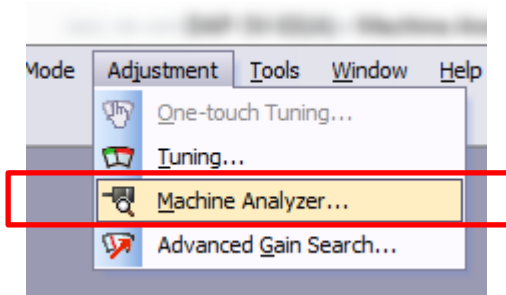 Mode Adjustment Tools Window Help
One-touch Tuning...
Tuning...
Machine Analyzer...
Advanced Gain Search...